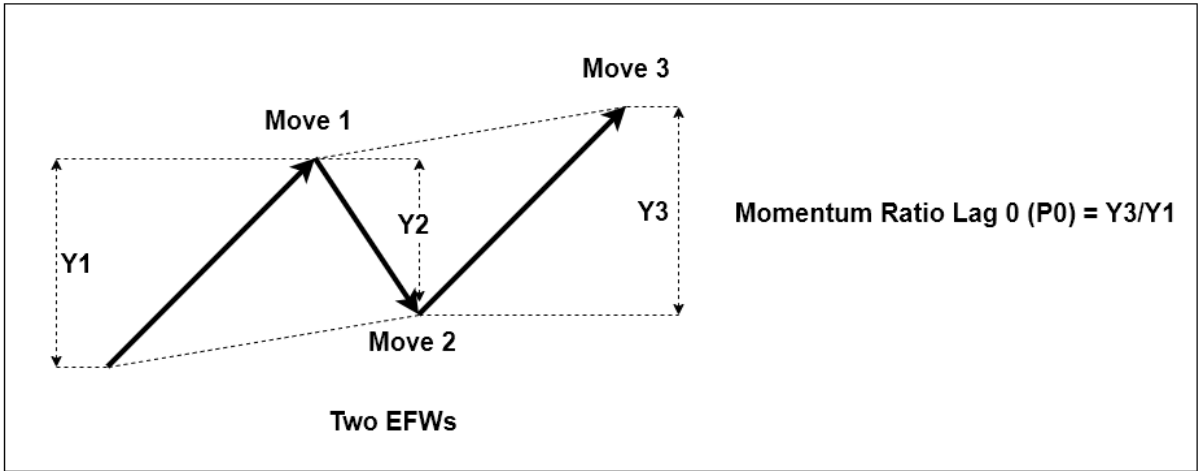 Move 3
Move 1
Y2
Y3
Momentum Ratio Lag 0 (P0) = Y3/Y1
Y1
Move 2
Two EFWs